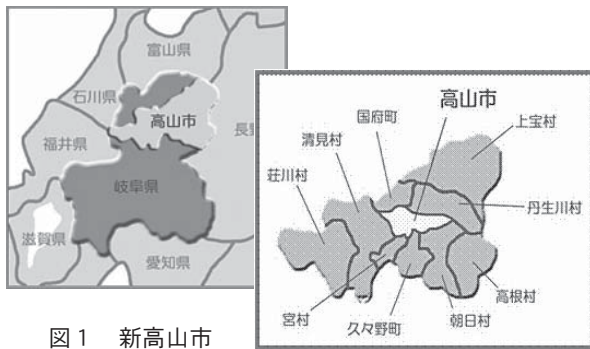 富山県
石川県
高山市
長野
福井県
岐阜県
滋賀県
愛知県
高山市
国府町
上宝村
清見村
荘川村
丹生川村
宮村
久々野町
朝日村
高根村
図1 新高山市